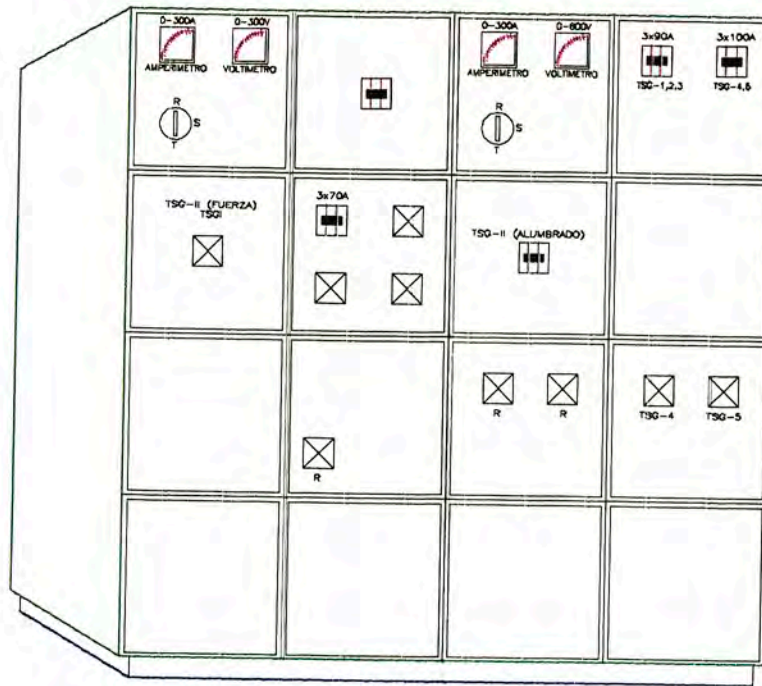 0-300A 0-300V
AMPERIMETRO VOLTIMETRO
R
S
T
0-300A 0-600V
AMPERIMETRO VOLTIMETRO
R
S
T
3x90A 3x100A
TSG-1,2,3 TSG-4,5
TSG-II (FUERZA)
TSGI
3x70A
TSG-II (ALUMBRADO)
R
R R
TSG-4 TSG-5